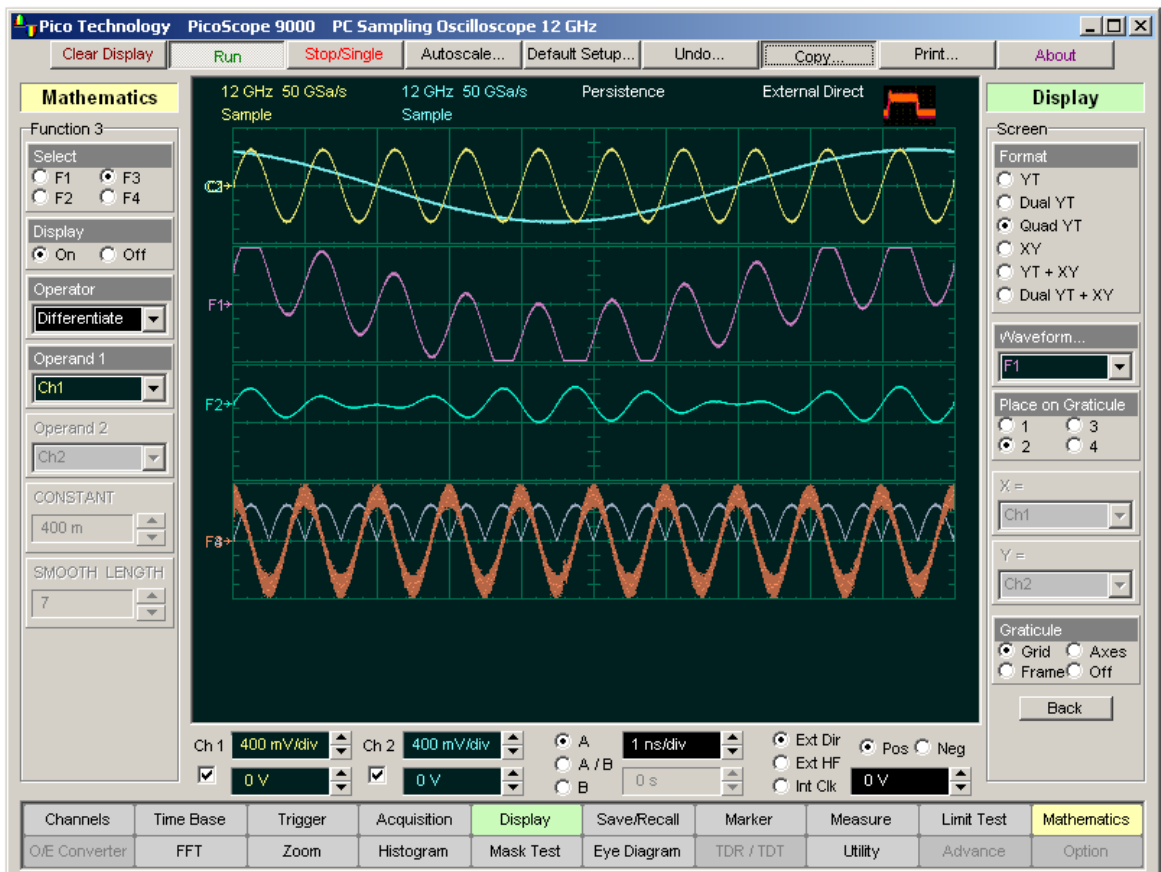 Pico Technology PicoScope 9000 PC Sampling Oscilloscope 12 GHz
Clear Display Run Stop/Single Autoscale... Default Setup... Undo... Copy... Print... About
Mathematics
Function 3
Select
F1 F3
F2 F4
Display
On Off
Operator
Differentiate
Operand 1
Ch1
Operand 2
Ch2
CONSTANT
400 m
SMOOTH LENGTH
7
12 GHz 50 GSa/s 12 GHz 50 GSa/s Persistence External Direct
Sample Sample
F1
F2
Display
Screen
Format
YT
Dual YT
Quad YT
XY
YT + XY
Dual YT + XY
Waveform...
F1
Place on Graticule
1 3
2 4
X =
Ch1
Y =
Ch2
Graticule
Grid Axes
Frame Off
Back
Ch 1 400 mV/div Ch 2 400 mV/div A 1 ns/div Ext Dir Pos Neg
A / B Ext HF
0 V 0 V B 0 s Int Clk 0 V
Channels Time Base Trigger Acquisition Display Save/Recall Marker Measure Limit Test Mathematics
O/E Converter FFT Zoom Histogram Mask Test Eye Diagram TDR / TDT Utility Advance Option